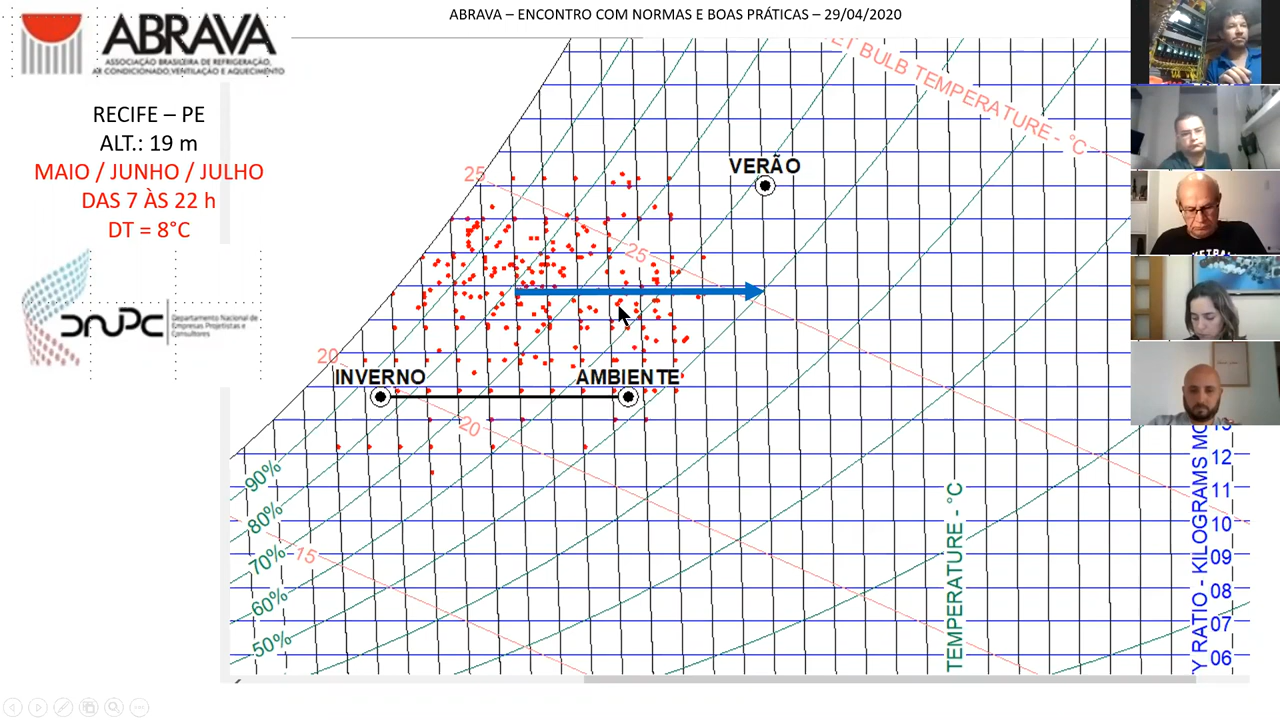 ABRAVA – ENCONTRO COM NORMAS E BOAS PRÁTICAS – 29/04/2020
ABRAVA
ASSOCIAÇÃO BRASILEIRA DE REFRIGERAÇÃO,
AR CONDICIONADO, VENTILAÇÃO E AQUECIMENTO
RECIFE – PE
ALT.: 19 m
MAIO / JUNHO / JULHO
DAS 7 ÀS 22 h
DT = 8°C
DNPC
Departamento Nacional de
Empresas Projetistas e
Consultores
ET BULB TEMPERATURE - °C
VERÃO
25
25
20
INVERNO
AMBIENTE
20
15
90%
80%
70%
60%
50%
TEMPERATURE - °C
Y RATIO - KILOGRAMS MO
12
11
10
09
08
07
06